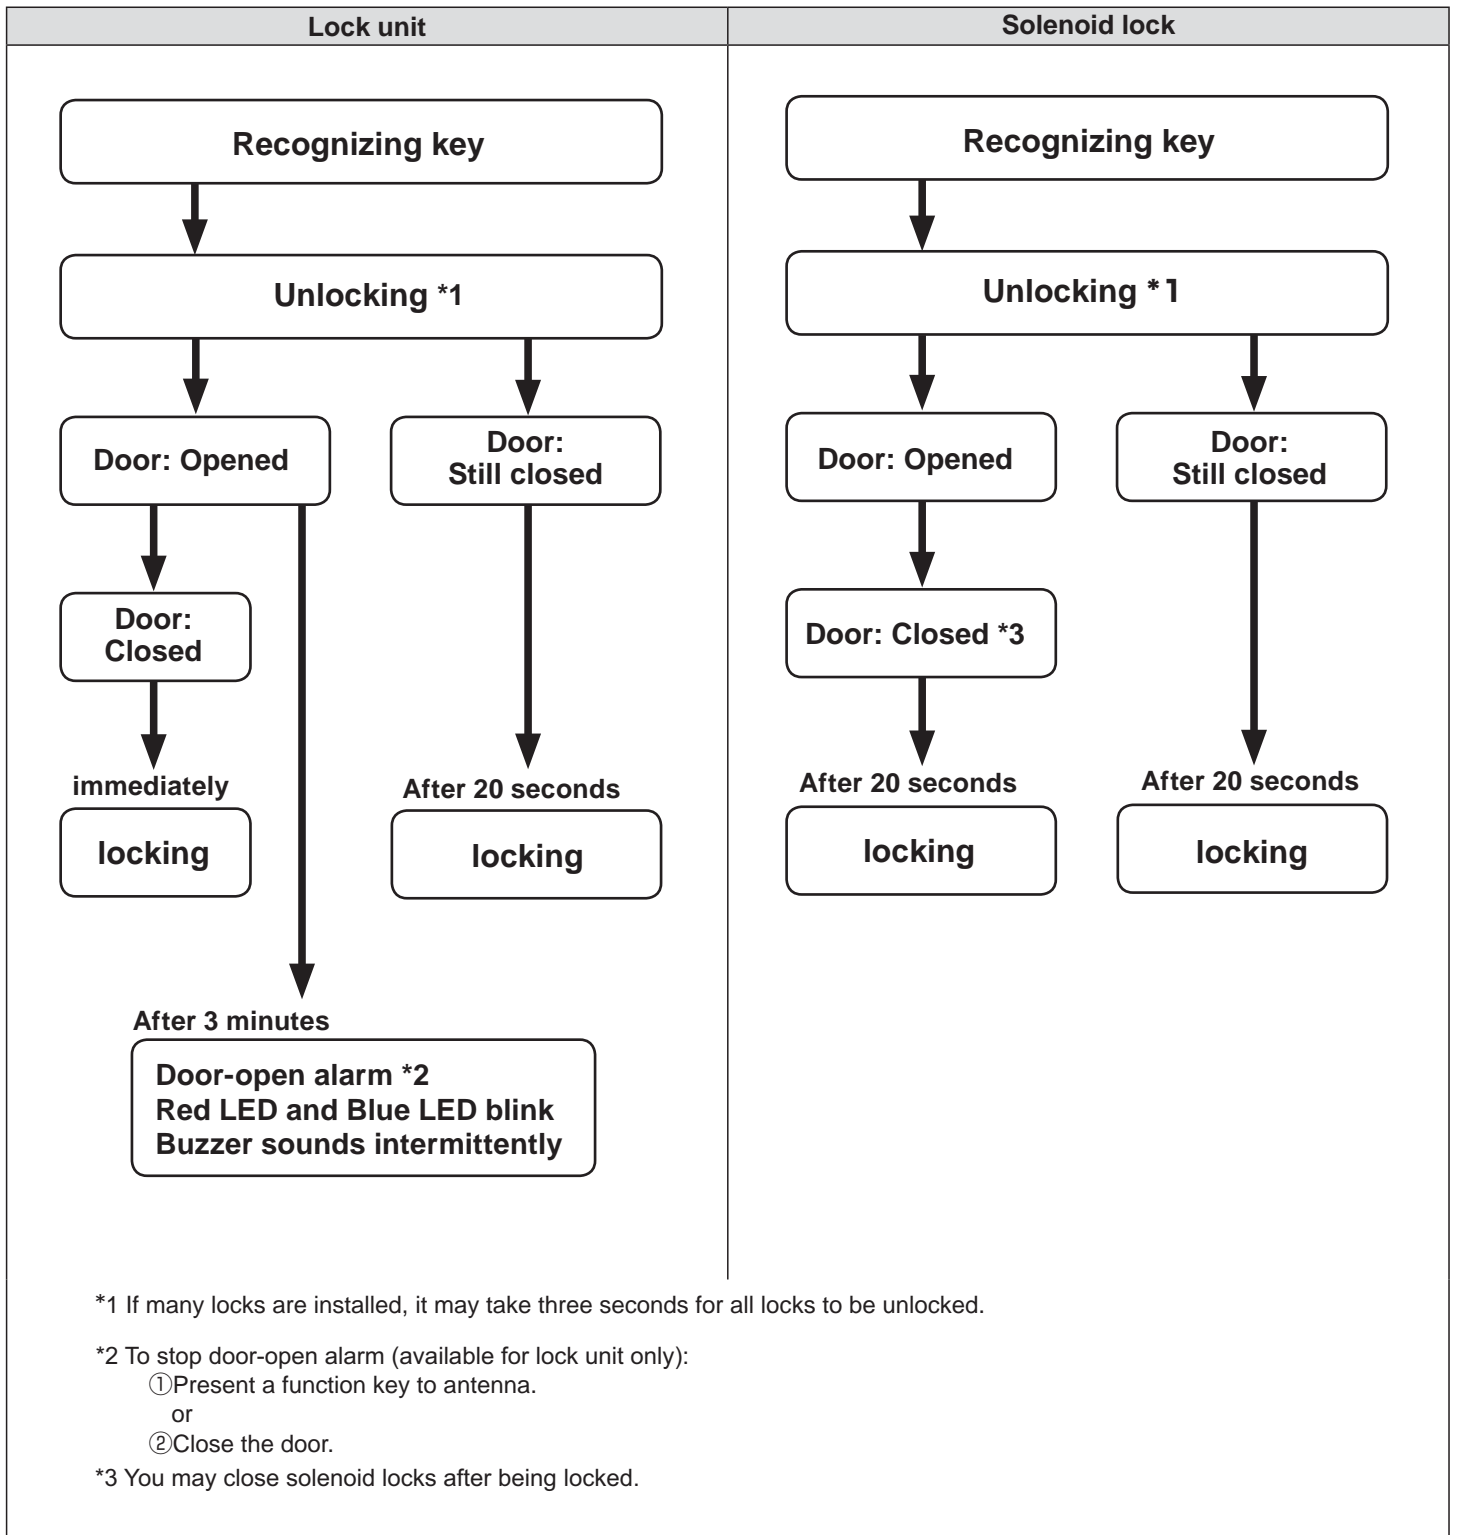 Lock unit
Recognizing key
Unlocking *1
Door: Opened
Door:
Still closed
Door:
Closed
immediately
locking
After 20 seconds
locking
After 3 minutes
Door-open alarm *2
Red LED and Blue LED blink
Buzzer sounds intermittently
Solenoid lock
Recognizing key
Unlocking *1
Door: Opened
Door:
Still closed
Door: Closed *3
After 20 seconds
locking
After 20 seconds
locking
*1 If many locks are installed, it may take three seconds for all locks to be unlocked.
*2 To stop door-open alarm (available for lock unit only):
①Present a function key to antenna.
or
②Close the door.
*3 You may close solenoid locks after being locked.